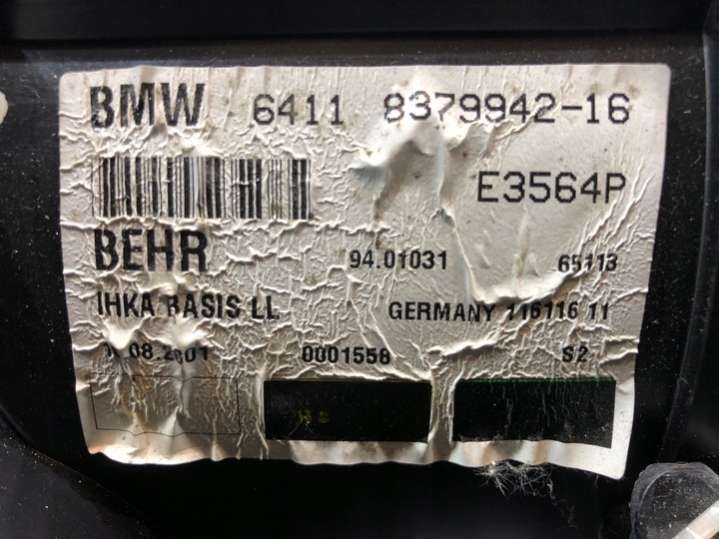 BMW 6411 8379942-16
E3564P
BEHR 94.01031 65113
IHKA BASIS LL GERMANY 116116 11
.08.2001 0001558 S2